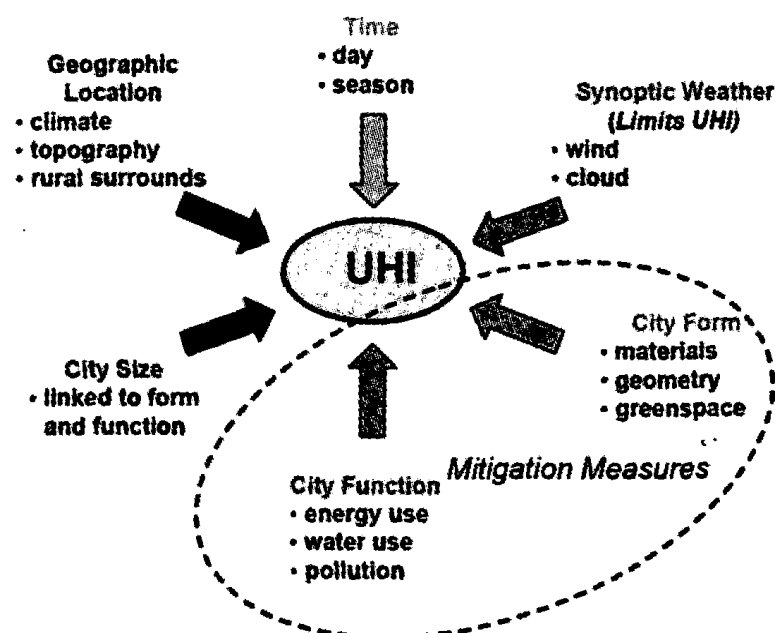 Time
• day
• season
Geographic
Location
• climate
• topography
• rural surrounds
Synoptic Weather
(Limits UHI)
• wind
• cloud
UHI
City Form
• materials
• geometry
• greenspace
City Size
• linked to form
and function
Mitigation Measures
City Function
• energy use
• water use
• pollution